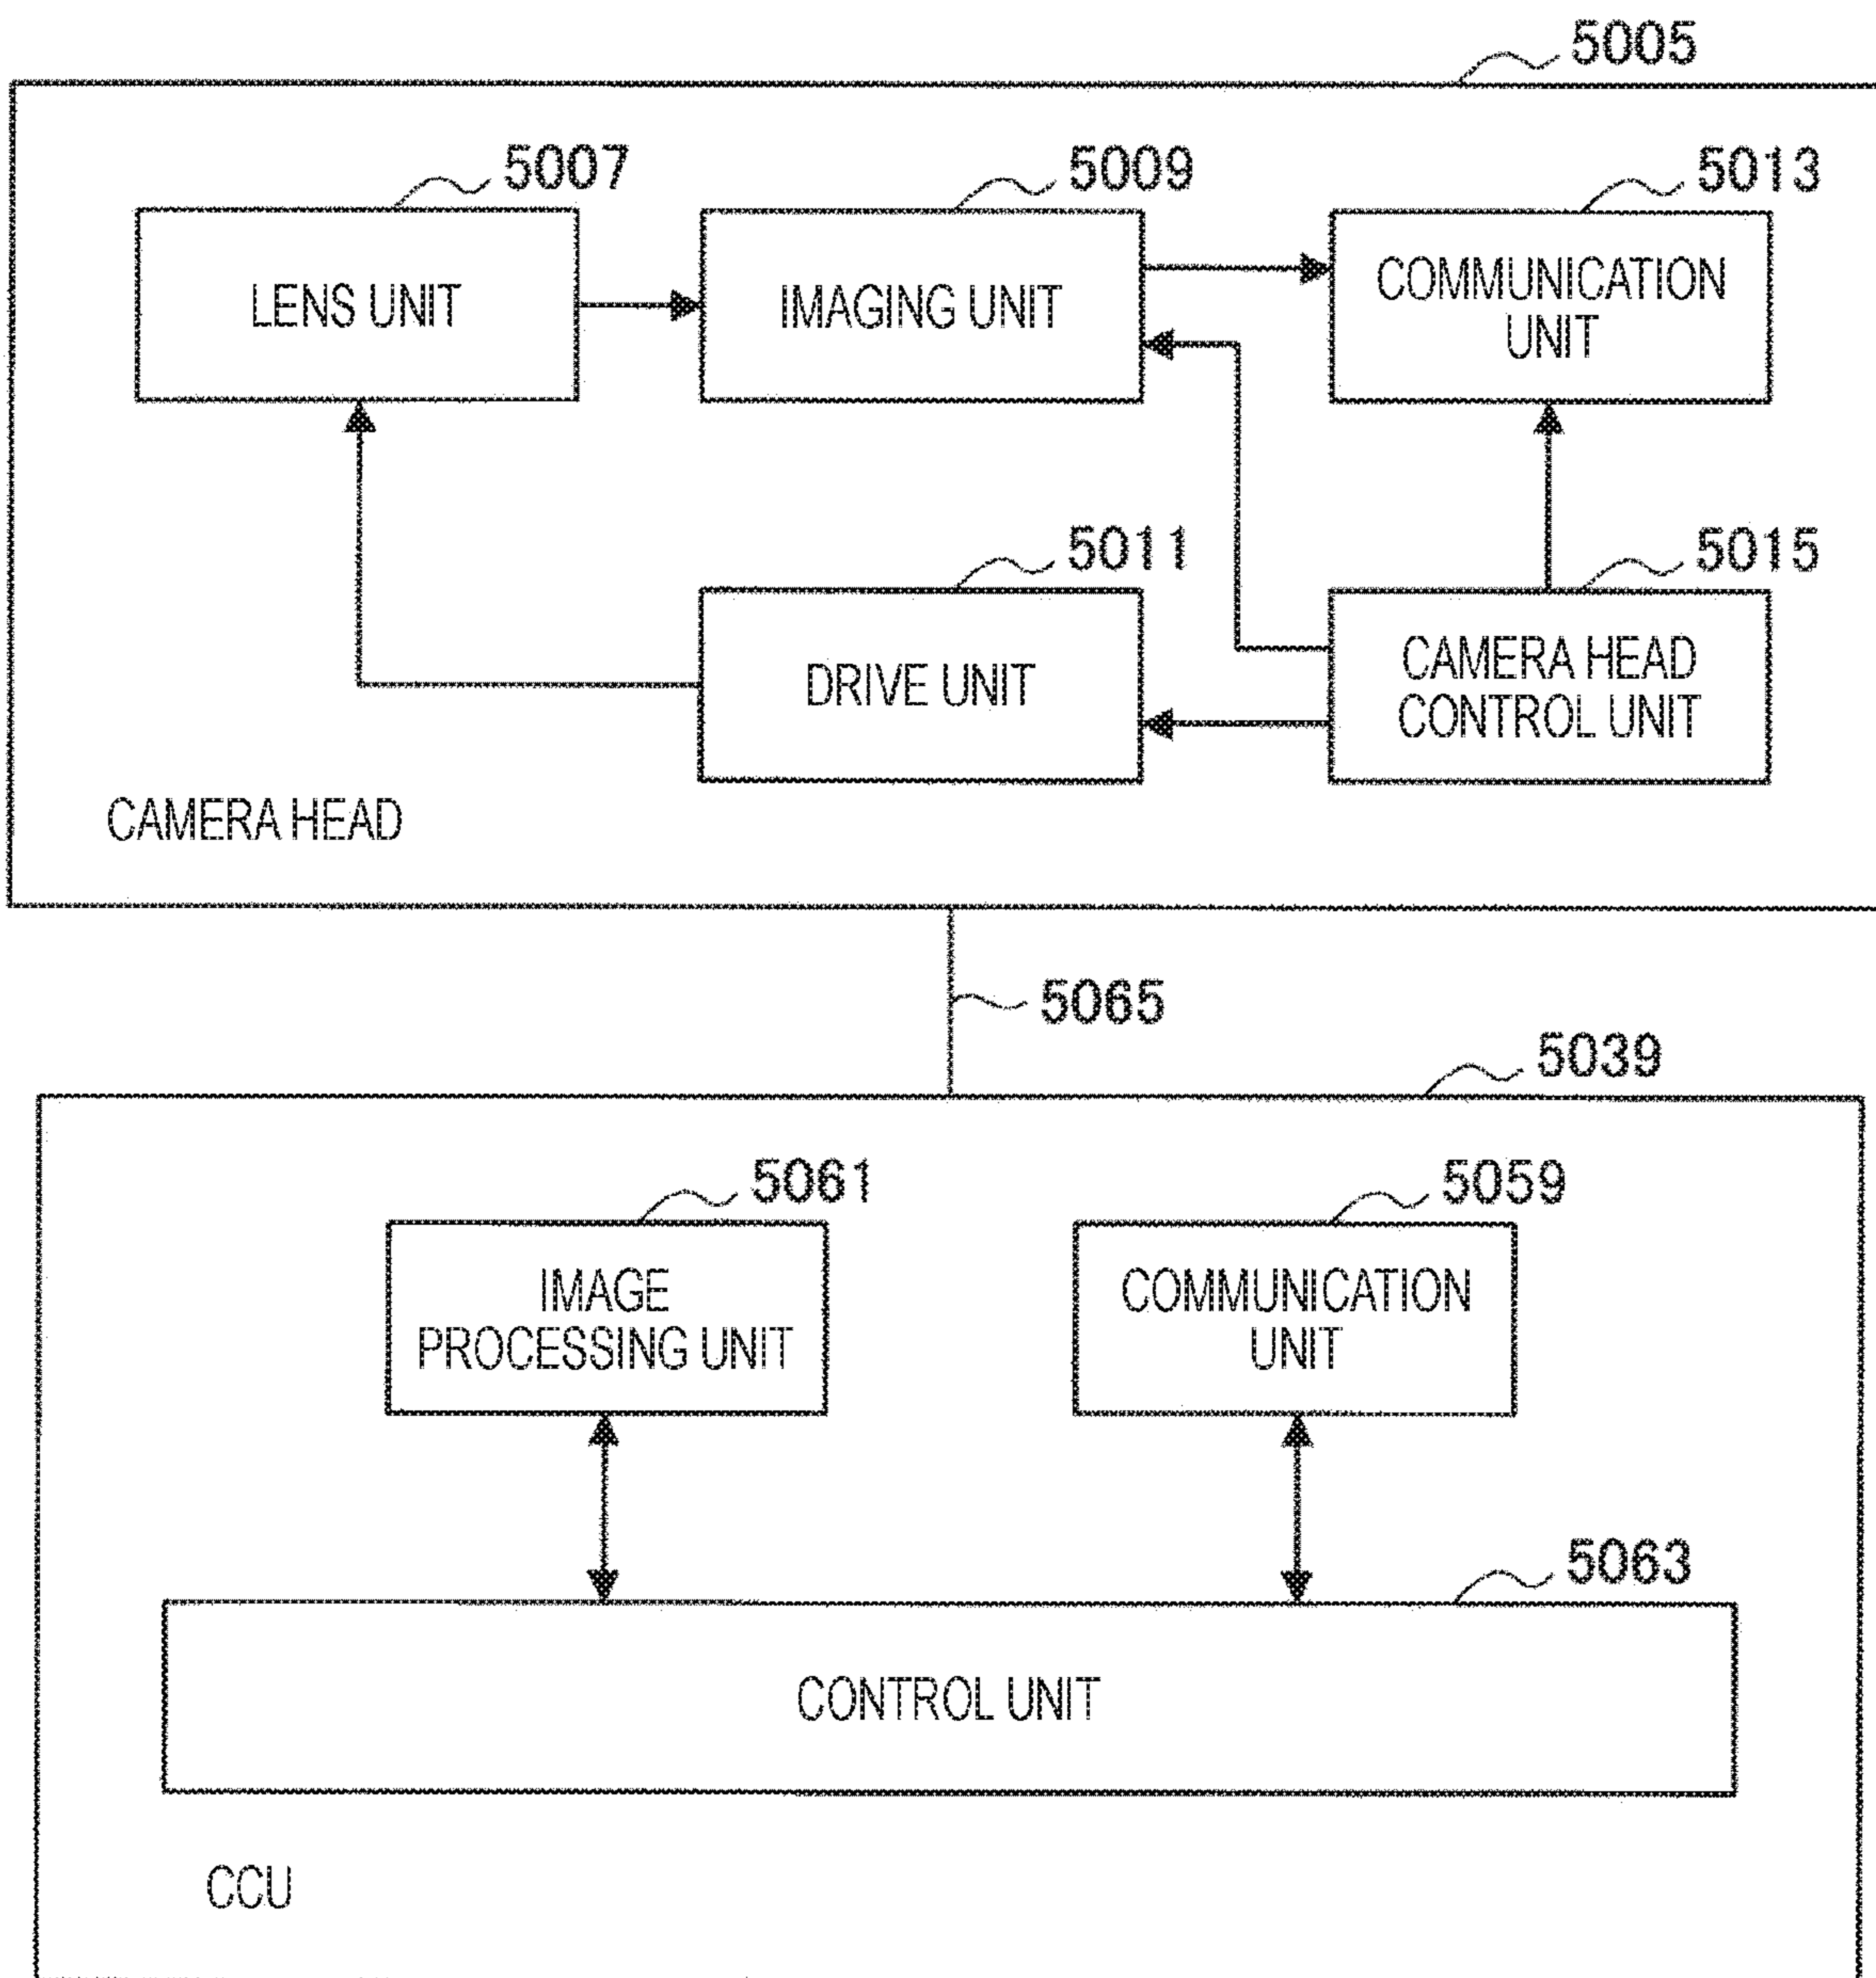 5005
5007
5009
5013
LENS UNIT
IMAGING UNIT
COMMUNICATION
UNIT
5011
5015
DRIVE UNIT
CAMERA HEAD
CONTROL UNIT
CAMERA HEAD
5065
5039
5061
5059
IMAGE
PROCESSING UNIT
COMMUNICATION
UNIT
5063
CONTROL UNIT
CCU